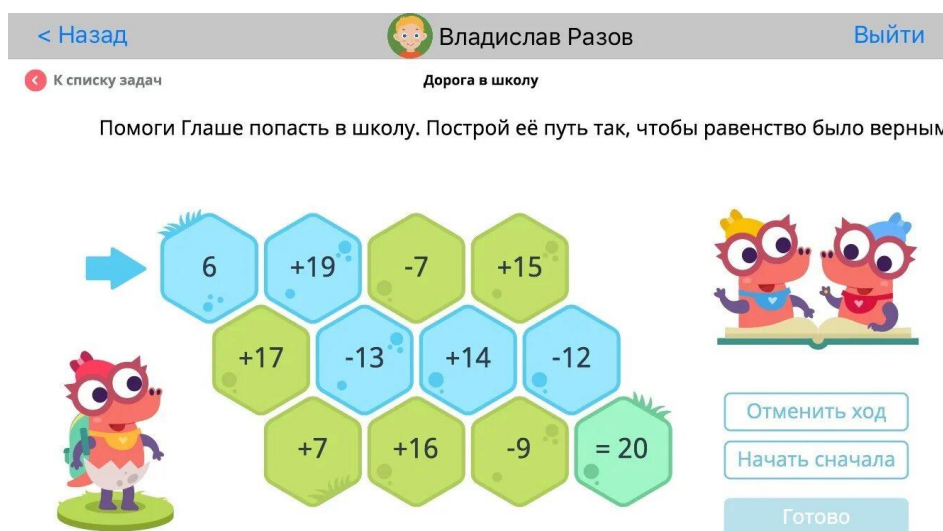 < Назад Владислав Разов Выйти
К списку задач Дорога в школу
Помоги Глаше попасть в школу. Построй её путь так, чтобы равенство было верным
6 +19 -7 +15
+17 -13 +14 -12
+7 +16 -9 = 20
Отменить ход
Начать сначала
Готово